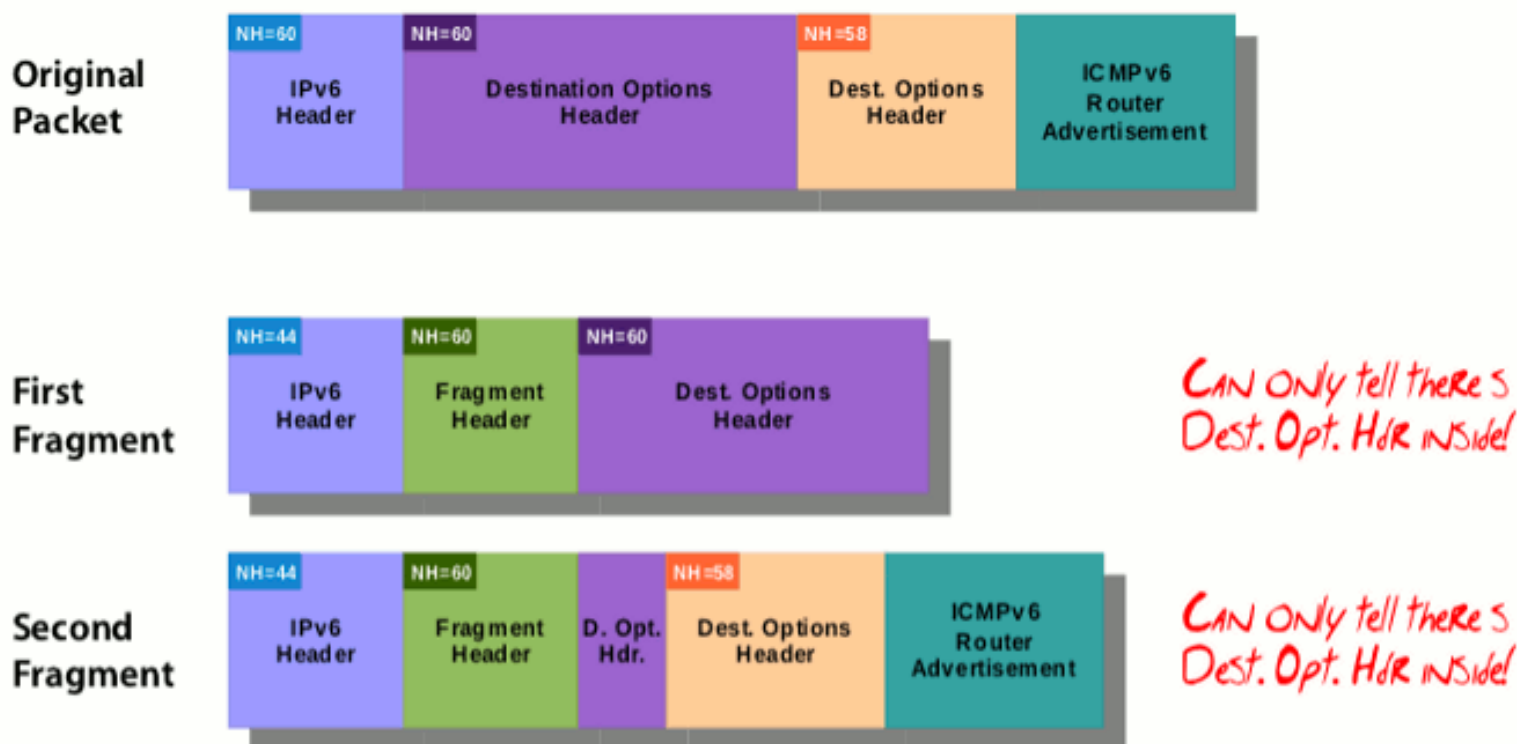 Original
Packet
NH=60
IPv6
Header
NH=60
Destination Options
Header
NH=58
Dest. Options
Header
ICMPv6
Router
Advertisement
First
Fragment
NH=44
IPv6
Header
NH=60
Fragment
Header
NH=60
Dest. Options
Header
CAN ONly tell theRe s
Dest. Opt. HdR INSide!
Second
Fragment
NH=44
IPv6
Header
NH=60
Fragment
Header
D. Opt.
Hdr.
NH=58
Dest. Options
Header
ICMPv6
Router
Advertisement
CAN ONly tell theRe s
Dest. Opt. HdR INSide!